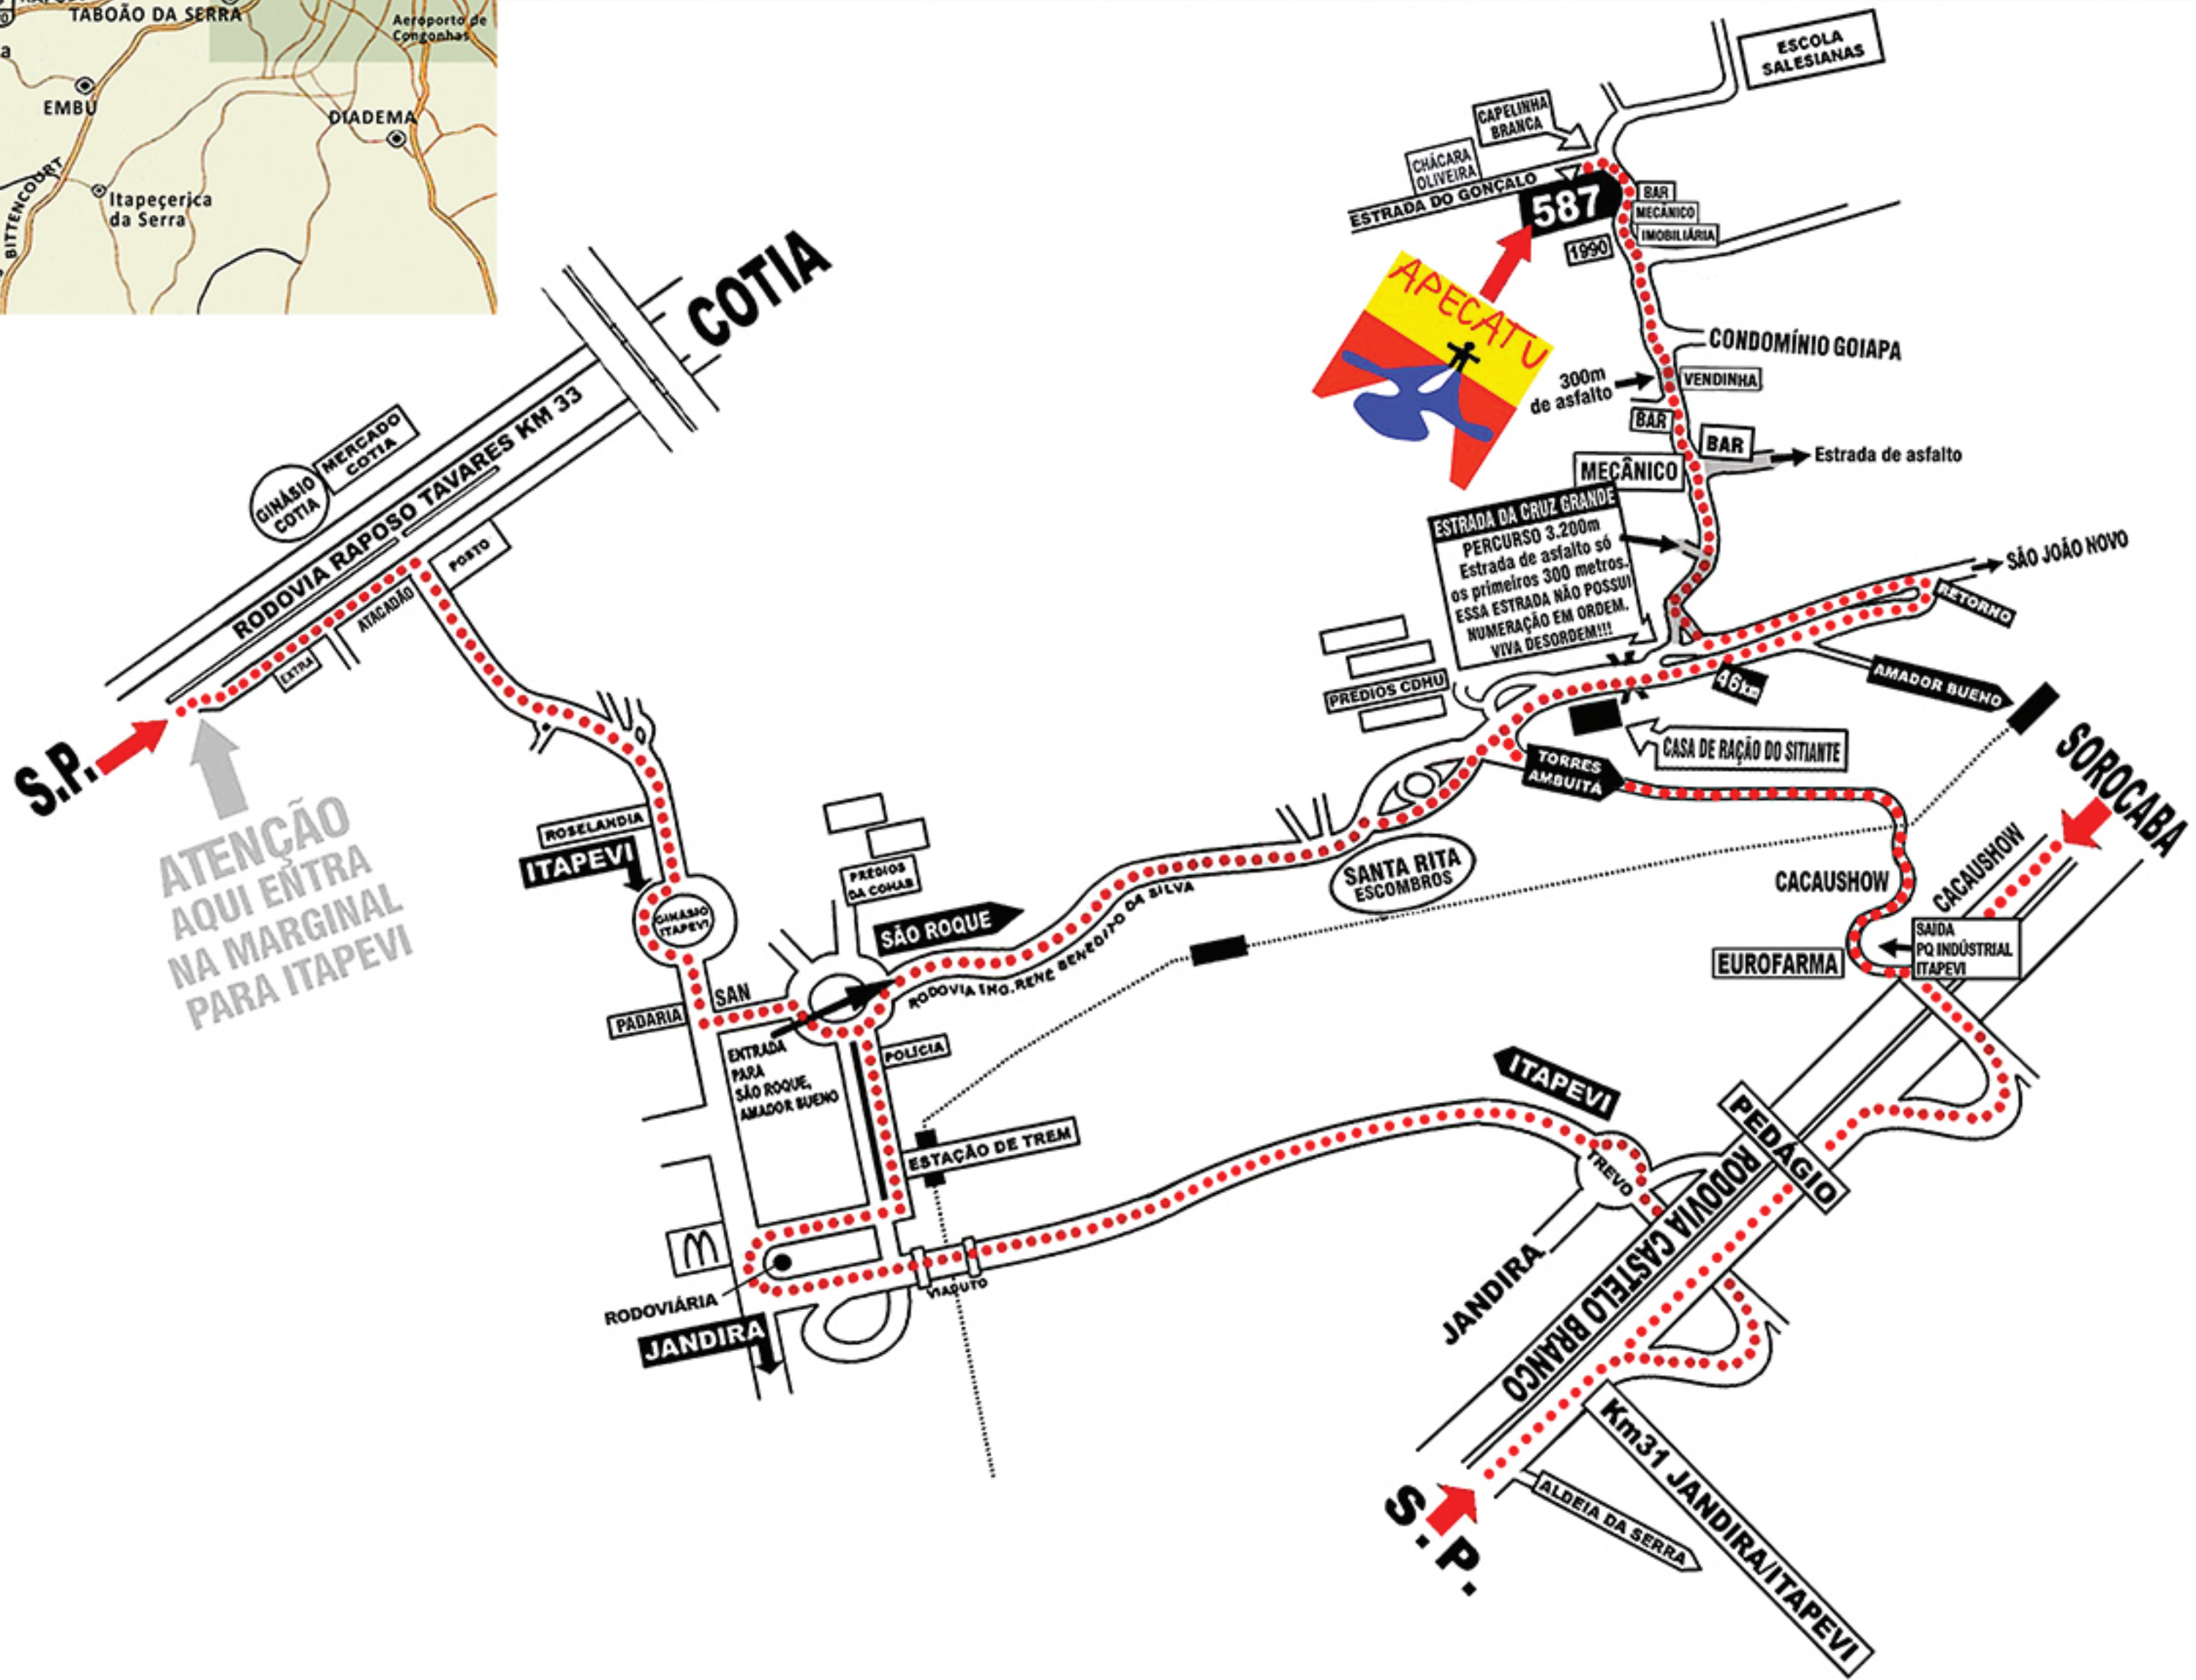 TABOÃO DA SERRA
Aeroporto de
Congonhas
EMBU
DIADEMA
BITTENCOURT
Itapeçerica
da Serra
ESCOLA
SALESIANAS
CAPELINHA
BRANCA
CHÁCARA
OLIVEIRA
ESTRADA DO GONÇALO
587
BAR
MECÂNICO
IMOBILIÁRIA
1990
APECATU
CONDOMÍNIO GOIAPA
300m
de asfalto
VENDINHA
BAR
BAR
Estrada de asfalto
MECÂNICO
ESTRADA DA CRUZ GRANDE
PERCURSO 3.200m
Estrada de asfalto só
os primeiros 300 metros.
ESSA ESTRADA NÃO POSSUI
NUMERAÇÃO EM ORDEM.
VIVA DESORDEM!!!
SÃO JOÃO NOVO
RETORNO
PREDIOS CDHU
46km
AMADOR BUENO
CASA DE RAÇÃO DO SITIANTE
TORRES
AMBUITÁ
COTIA
MERCADO
COTIA
GINÁSIO
COTIA
RODOVIA RAPOSO TAVARES KM 33
POSTO
ATACADÃO
EXTRA
S.P.
ATENÇÃO
AQUI ENTRA
NA MARGINAL
PARA ITAPEVI
ROSELANDIA
ITAPEVI
GINÁSIO
ITAPEVI
PREDIOS
DA COHAB
SÃO ROQUE
RODOVIA ENG. RENÊ BENEDITO DA SILVA
SANTA RITA
ESCOMBROS
SAN
PADARIA
ENTRADA
PARA
SÃO ROQUE,
AMADOR BUENO
POLÍCIA
ESTAÇÃO DE TREM
M
RODOVIÁRIA
VIADUTO
JANDIRA
SOROCABA
CACAUSHOW
CACAUSHOW
SAÍDA
PQ INDÚSTRIAL
ITAPEVI
EUROFARMA
ITAPEVI
TREVO
PEDÁGIO
JANDIRA
RODOVIA CASTELO BRANCO
Km31 JANDIRA/ITAPEVI
S.P.
ALDEIA DA SERRA